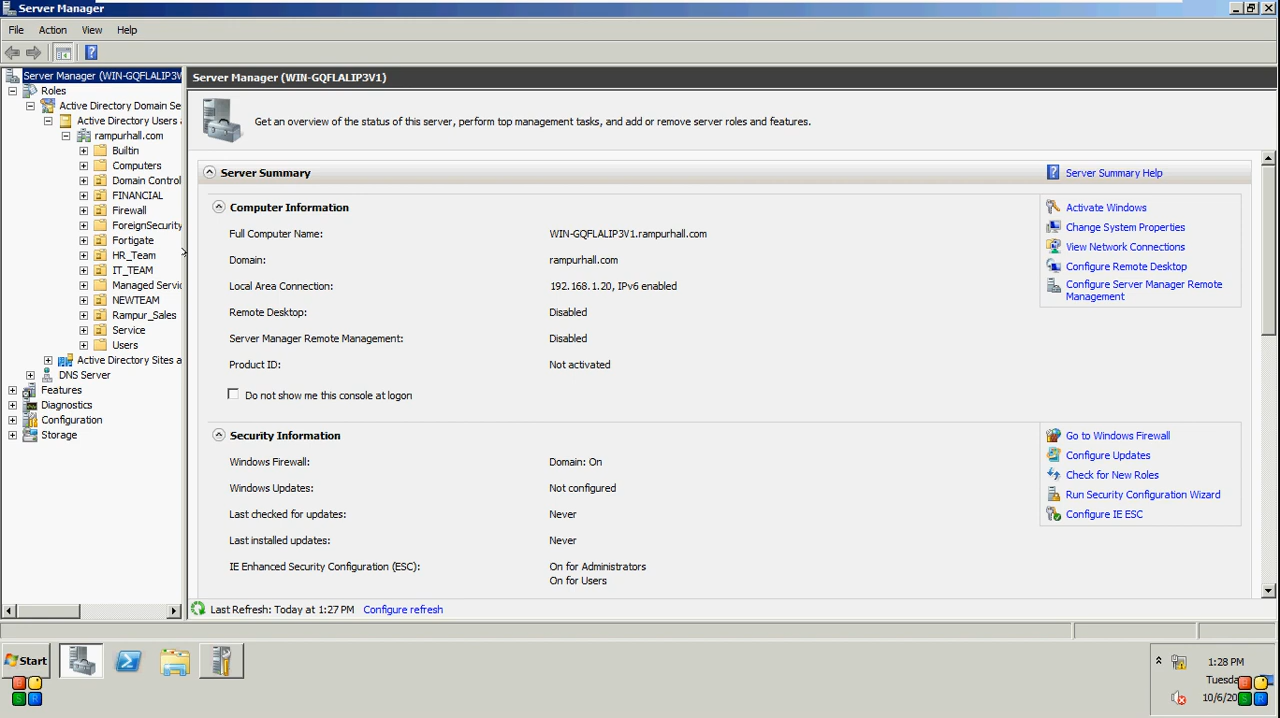 Server Manager
File Action View Help
Server Manager (WIN-GQFLALIP3V
Roles
Active Directory Domain Se
Active Directory Users
rampurhall.com
Builtin
Computers
Domain Control
FINANCIAL
Firewall
ForeignSecurity
Fortigate
HR_Team
IT_TEAM
Managed Servic
NEWTEAM
Rampur_Sales
Service
Users
Active Directory Sites a
DNS Server
Features
Diagnostics
Configuration
Storage
Server Manager (WIN-GQFLALIP3V1)
Get an overview of the status of this server, perform top management tasks, and add or remove server roles and features.
Server Summary
Server Summary Help
Computer Information
Full Computer Name: WIN-GQFLALIP3V1.rampurhall.com
Domain: rampurhall.com
Local Area Connection: 192.168.1.20, IPv6 enabled
Remote Desktop: Disabled
Server Manager Remote Management: Disabled
Product ID: Not activated
Do not show me this console at logon
Activate Windows
Change System Properties
View Network Connections
Configure Remote Desktop
Configure Server Manager Remote
Management
Security Information
Windows Firewall: Domain: On
Windows Updates: Not configured
Last checked for updates: Never
Last installed updates: Never
IE Enhanced Security Configuration (ESC): On for Administrators
On for Users
Go to Windows Firewall
Configure Updates
Check for New Roles
Run Security Configuration Wizard
Configure IE ESC
Last Refresh: Today at 1:27 PM Configure refresh
Start
1:28 PM
Tuesda
10/6/20
E
S R
E
S R